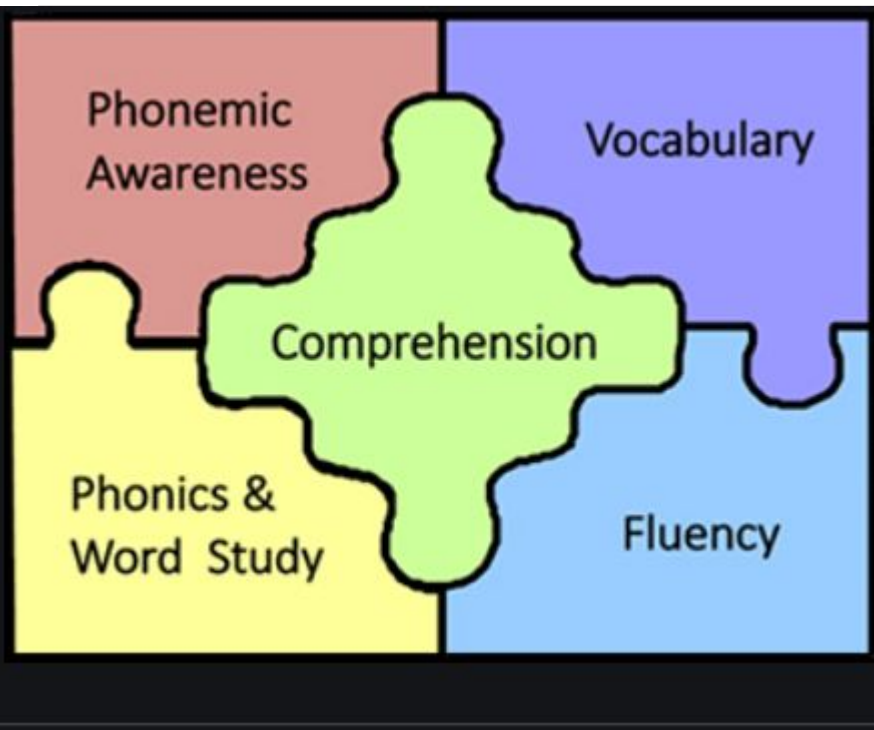 Phonemic
Awareness
Vocabulary
Comprehension
Phonics &
Word Study
Fluency